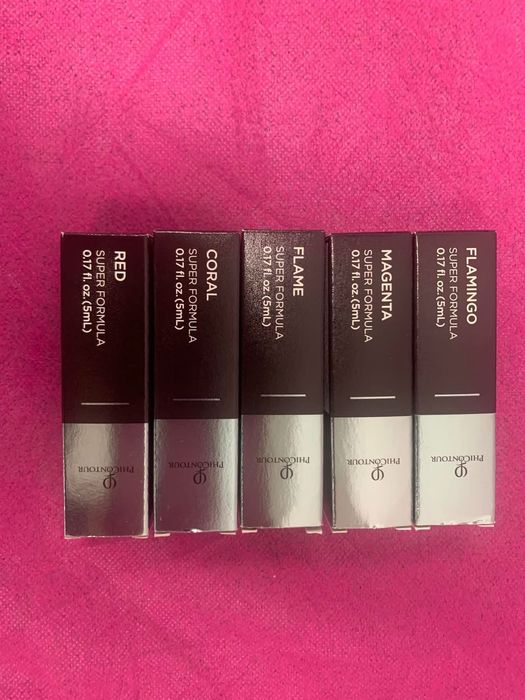 RED
SUPER FORMULA
0.17 fl. oz. (5mL)
PHICONTOUR
CORAL
SUPER FORMULA
0.17 fl. oz. (5mL)
PHICONTOUR
FLAME
SUPER FORMULA
0.17 fl. oz. (5mL)
PHICONTOUR
MAGENTA
SUPER FORMULA
0.17 fl. oz. (5mL)
PHICONTOUR
FLAMINGO
SUPER FORMULA
0.17 fl. oz. (5mL)
PHICONTOUR